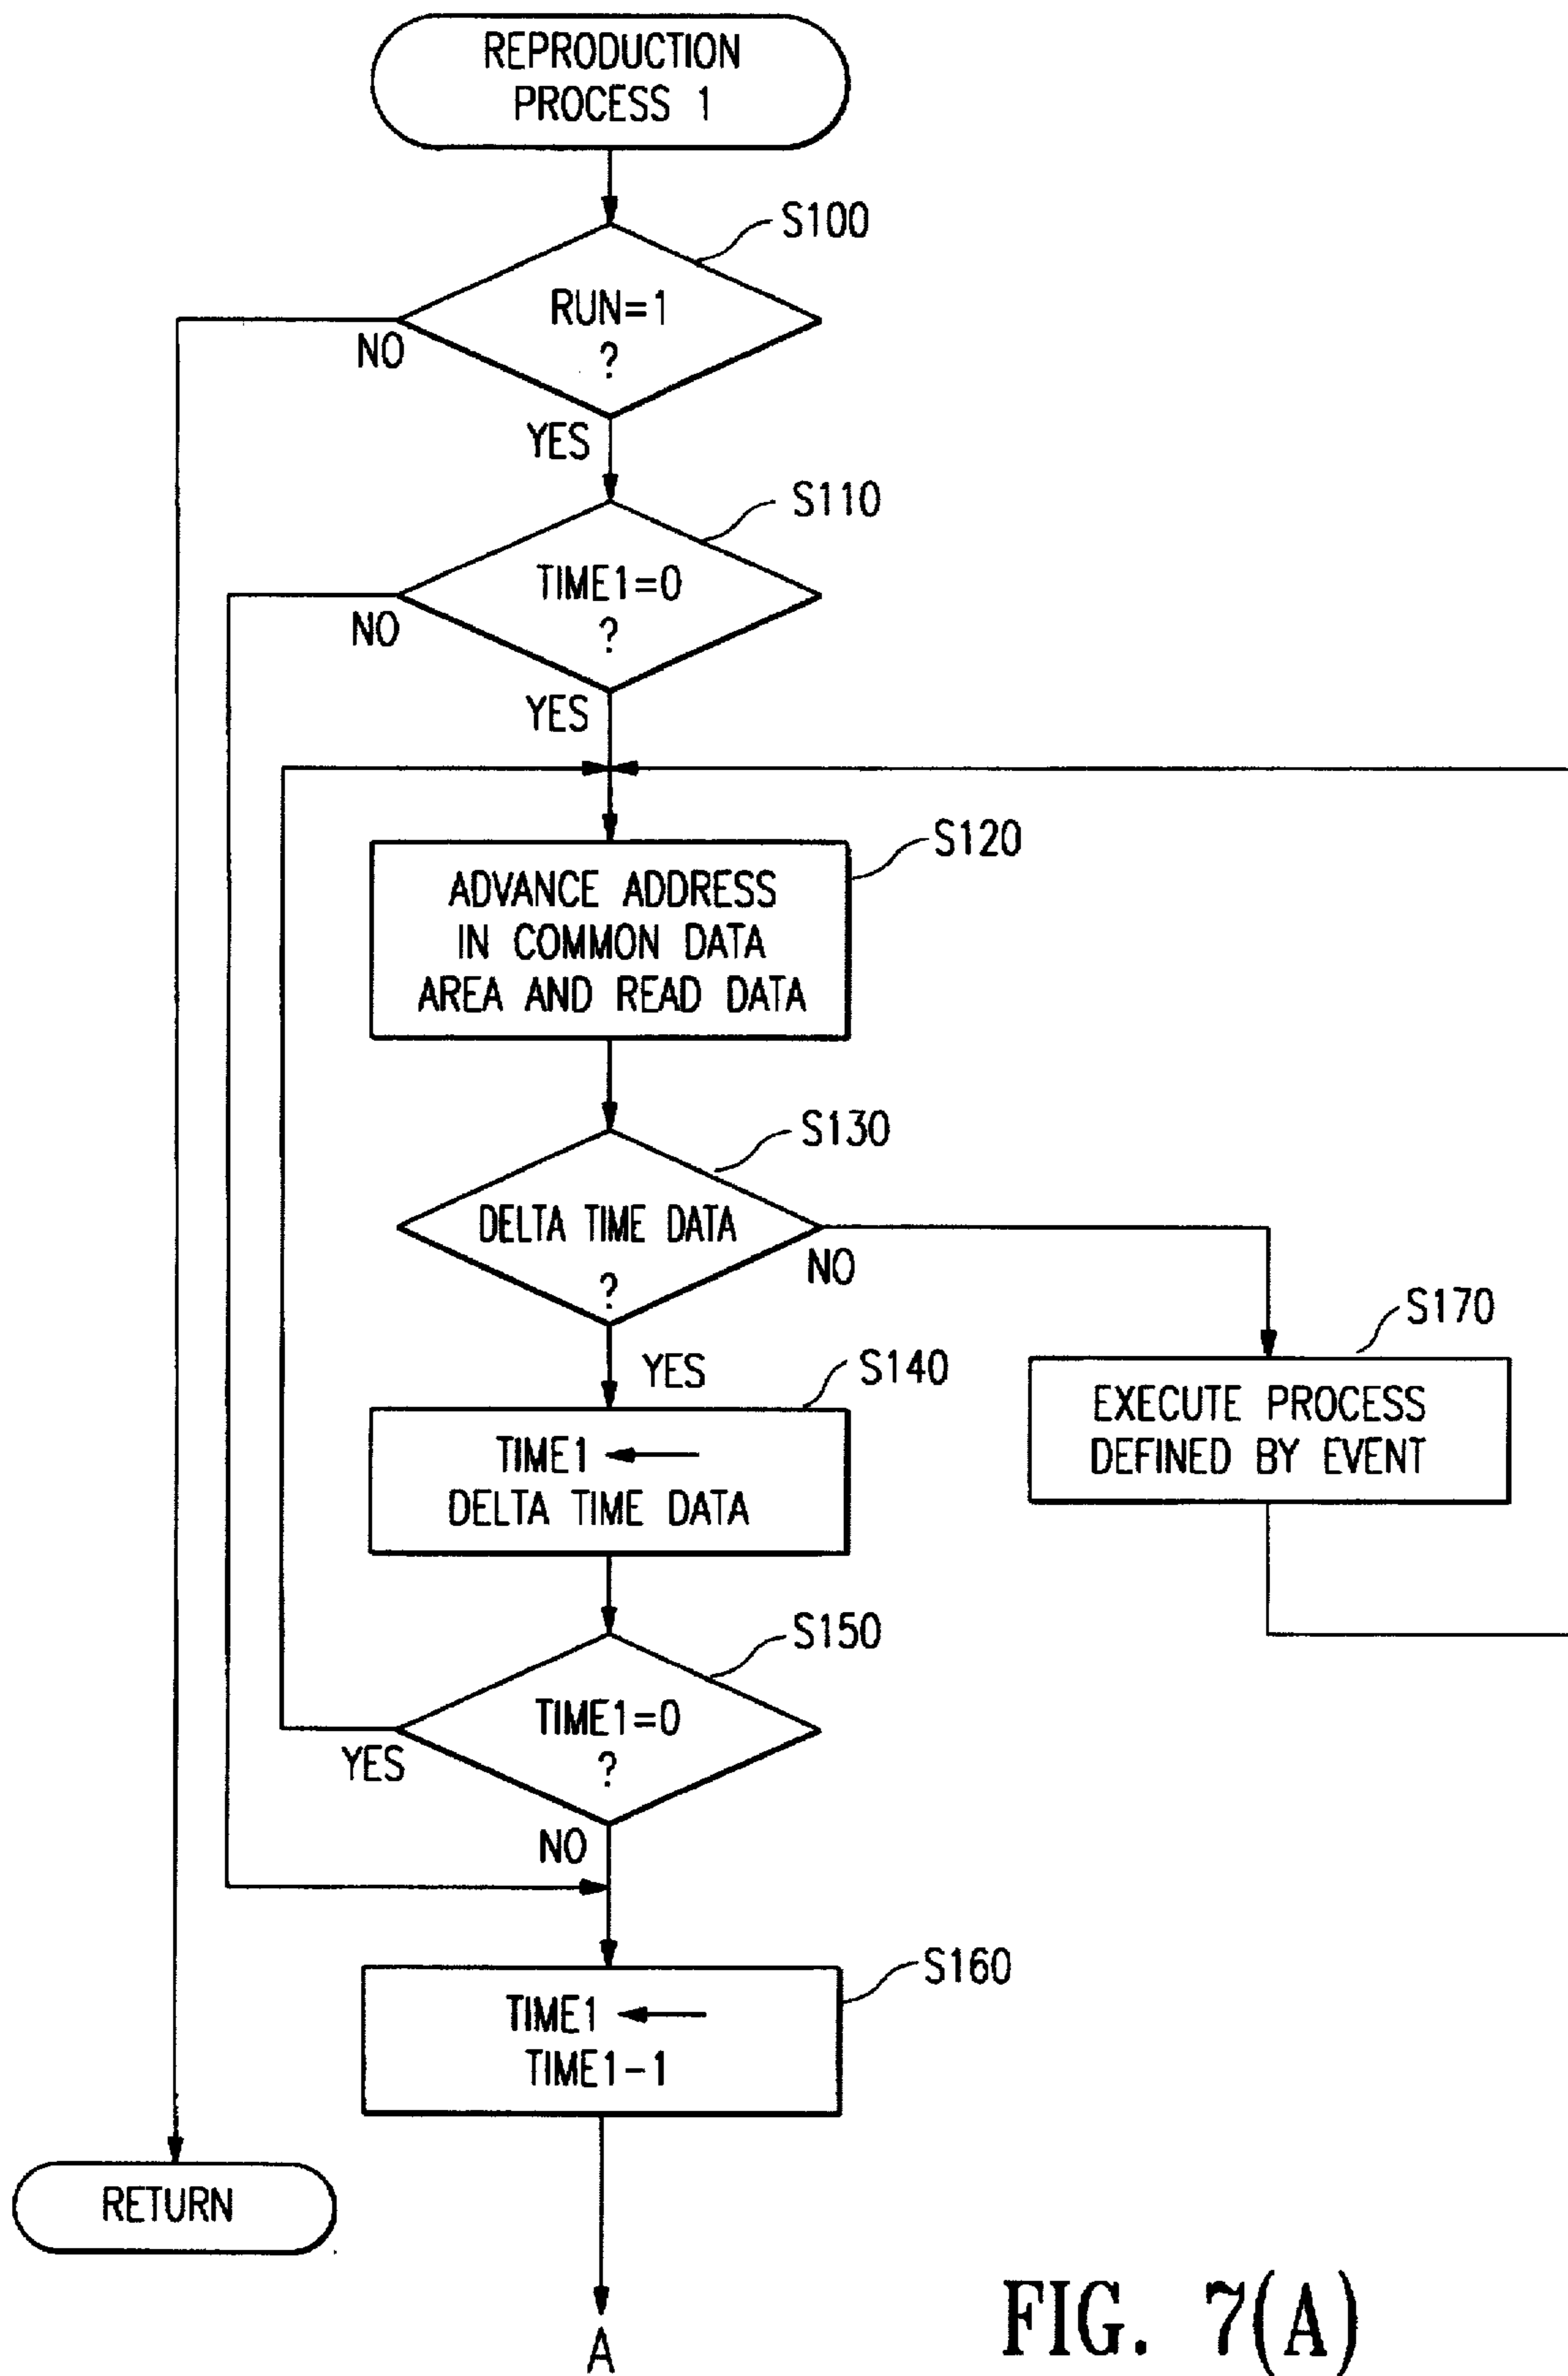 REPRODUCTION
PROCESS 1
S100
RUN=1
?
NO
YES
S110
TIME1=0
?
NO
YES
S120
ADVANCE ADDRESS
IN COMMON DATA
AREA AND READ DATA
S130
DELTA TIME DATA
?
NO
YES
S140
TIME1 ←
DELTA TIME DATA
S170
EXECUTE PROCESS
DEFINED BY EVENT
S150
TIME1=0
?
YES
NO
S160
TIME1 ←
TIME1-1
RETURN
A
FIG. 7(A)